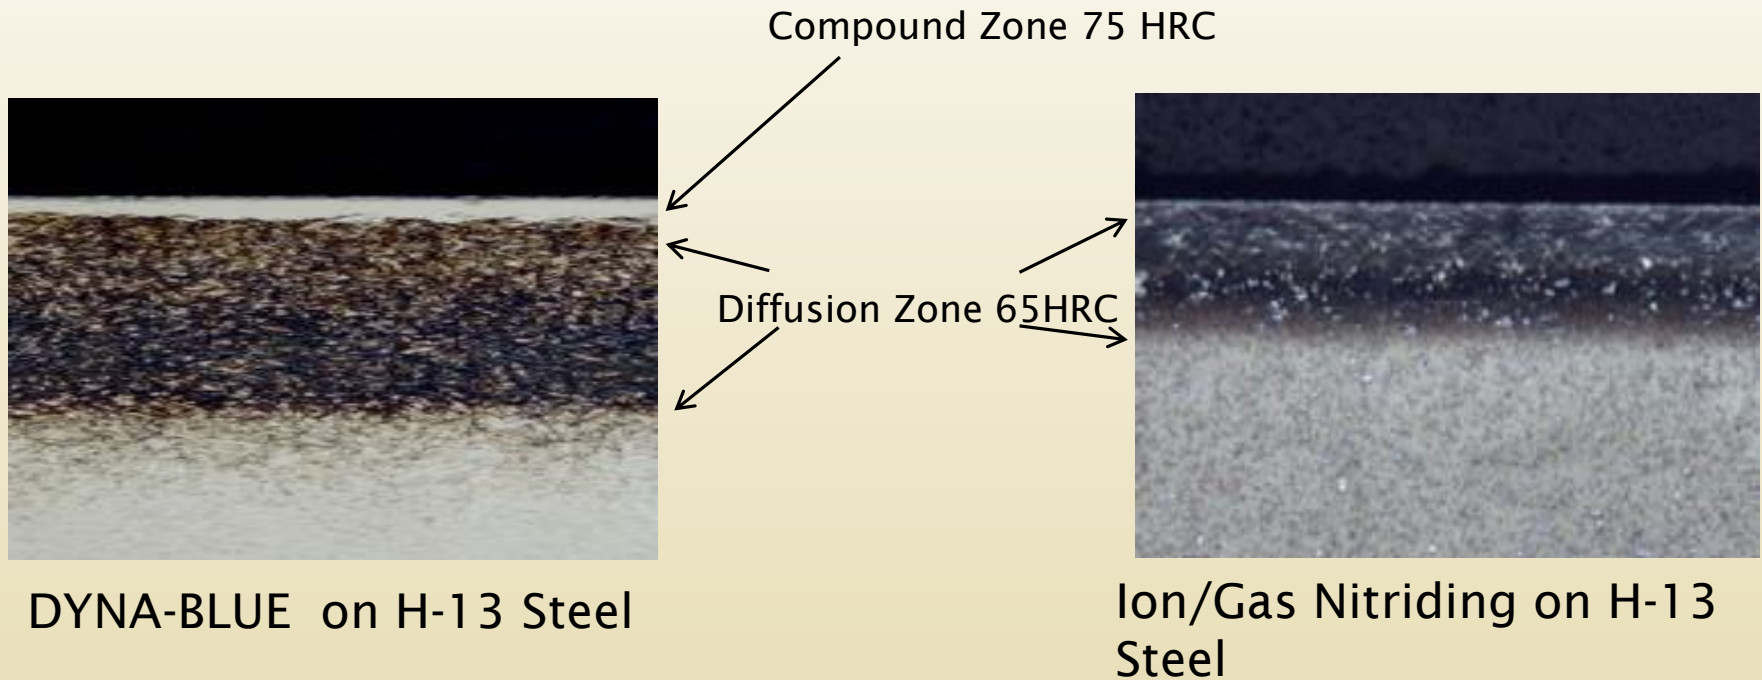 Compound Zone 75 HRC
Diffusion Zone 65HRC
DYNA-BLUE on H-13 Steel
Ion/Gas Nitriding on H-13
Steel